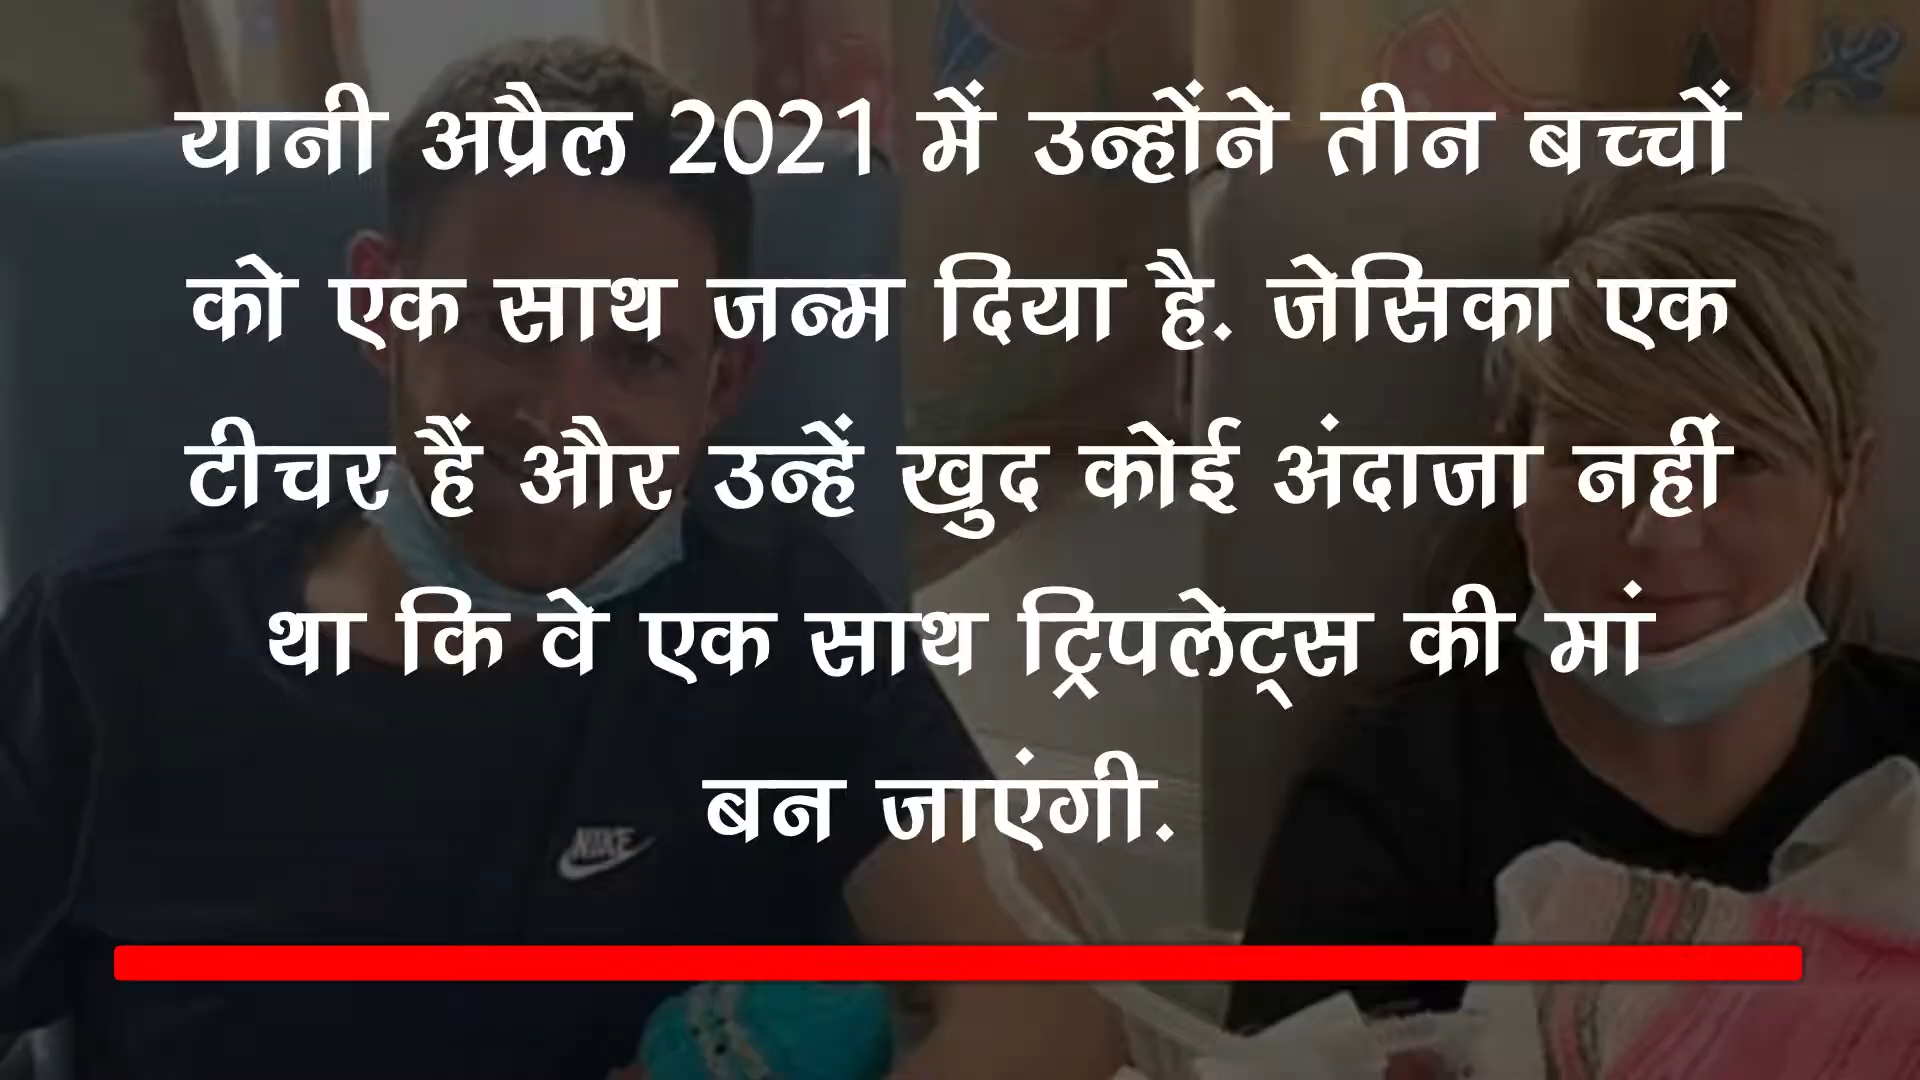 यानी अप्रैल 2021 में उन्होंने तीन बच्चों
को एक साथ जन्म दिया है. जेसिका एक
टीचर हैं और उन्हें खुद कोई अंदाजा नहीं
था कि वे एक साथ ट्रिपलेट्स की मां
बन जाएंगी.
NIKE